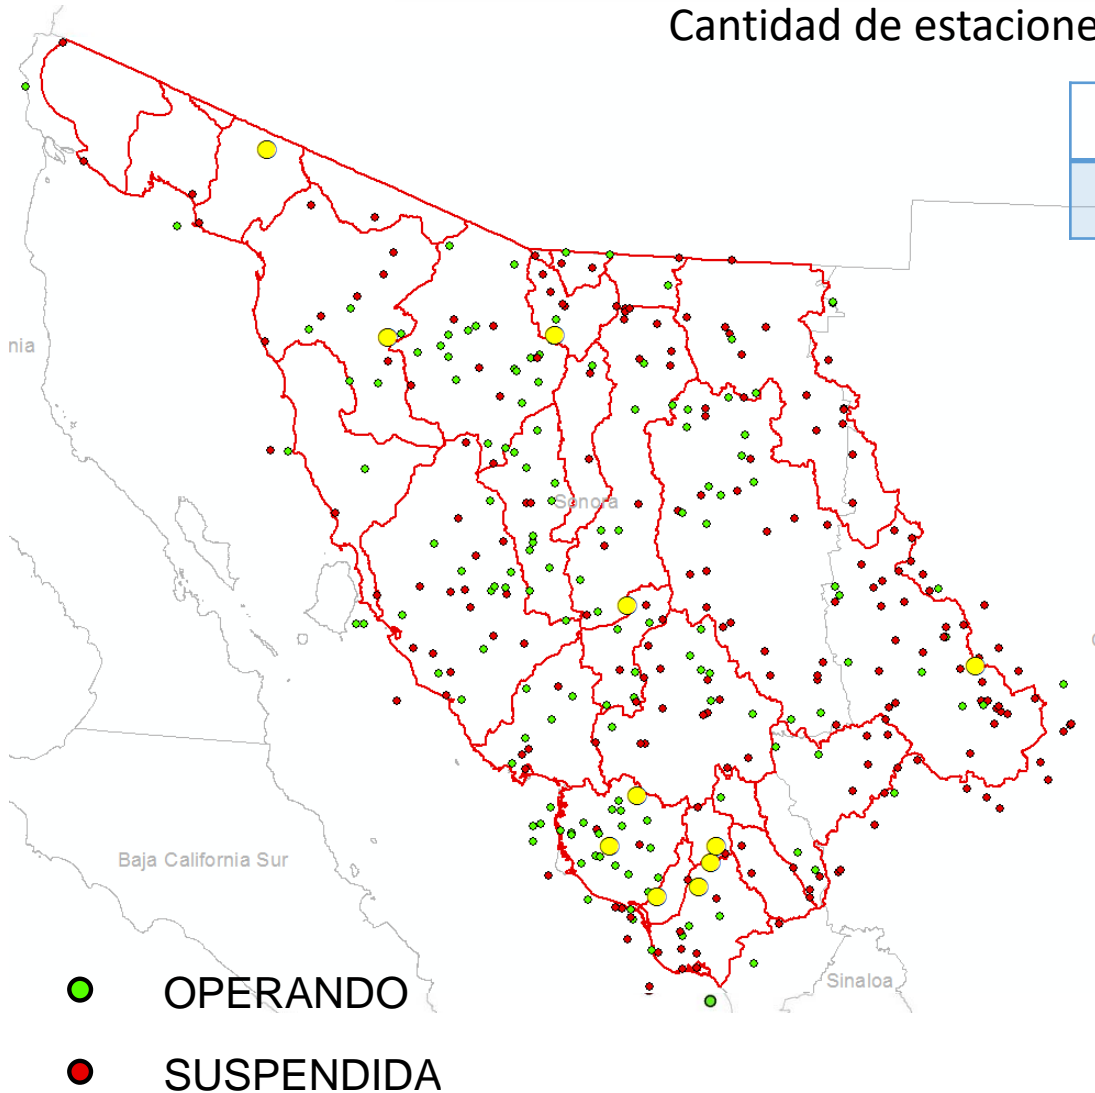 Cantidad de estacione
nia
Sonora
Baja California Sur
Sinaloa
OPERANDO
SUSPENDIDA